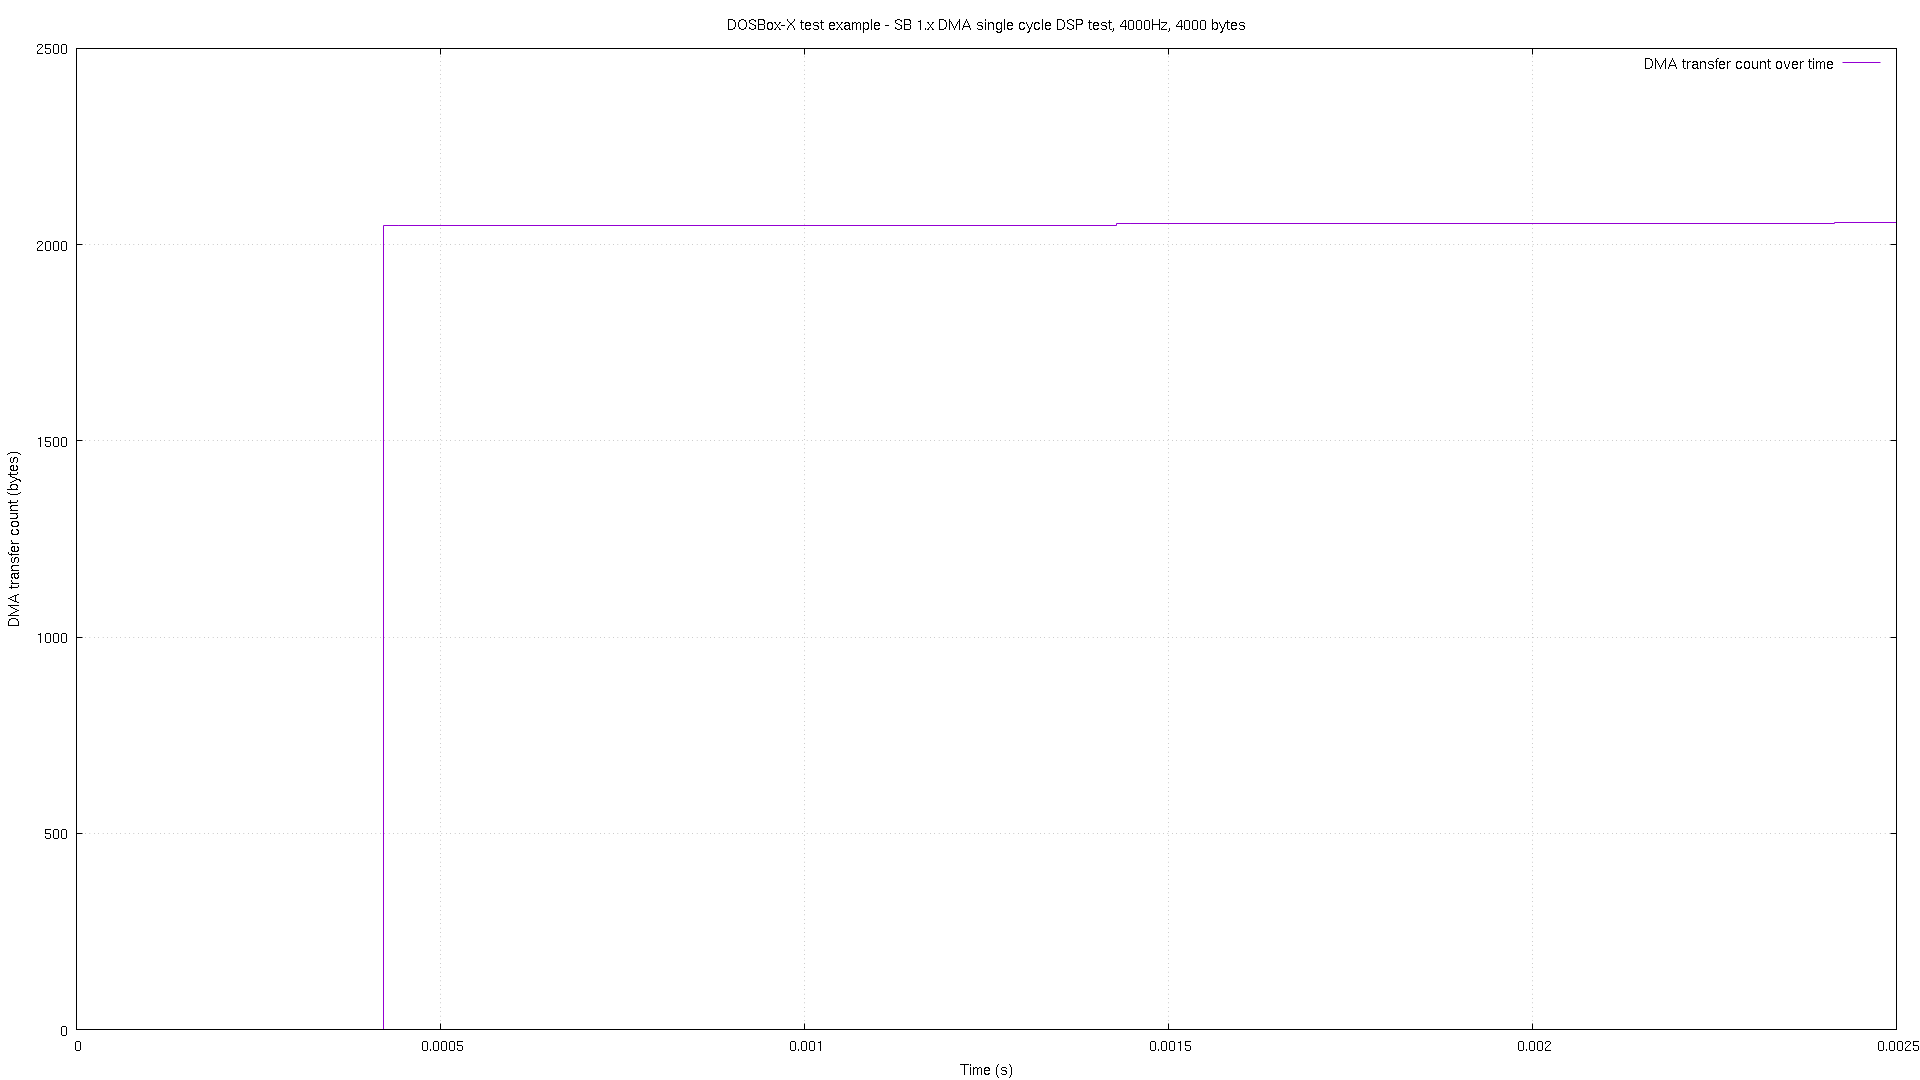 DOSBox-X test example - SB 1.x DMA single cycle DSP test, 4000Hz, 4000 bytes
DMA transfer count over time
2500
2000
1500
1000
500
0
DMA transfer count (bytes)
0 0.0005 0.001 0.0015 0.002 0.0025
Time (s)